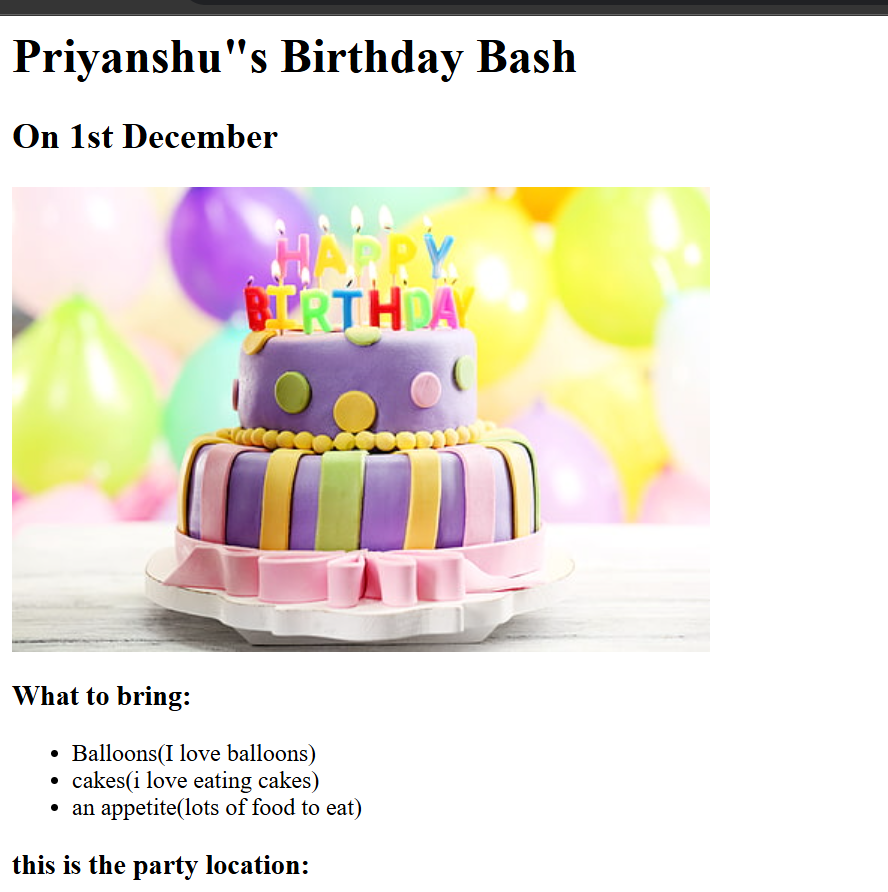 Priyanshu"s Birthday Bash
On 1st December
HAPPY
BIRTHDAY
What to bring:
Balloons(I love balloons)
cakes(i love eating cakes)
an appetite(lots of food to eat)
this is the party location: